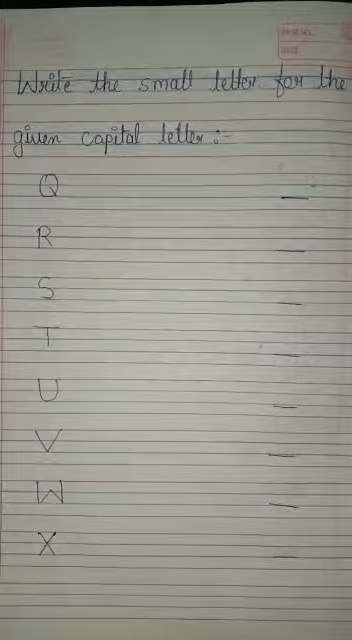 Write the small letter for the
given capital letter :-
Q _
R _
S _
T _
U _
V _
W _
X _